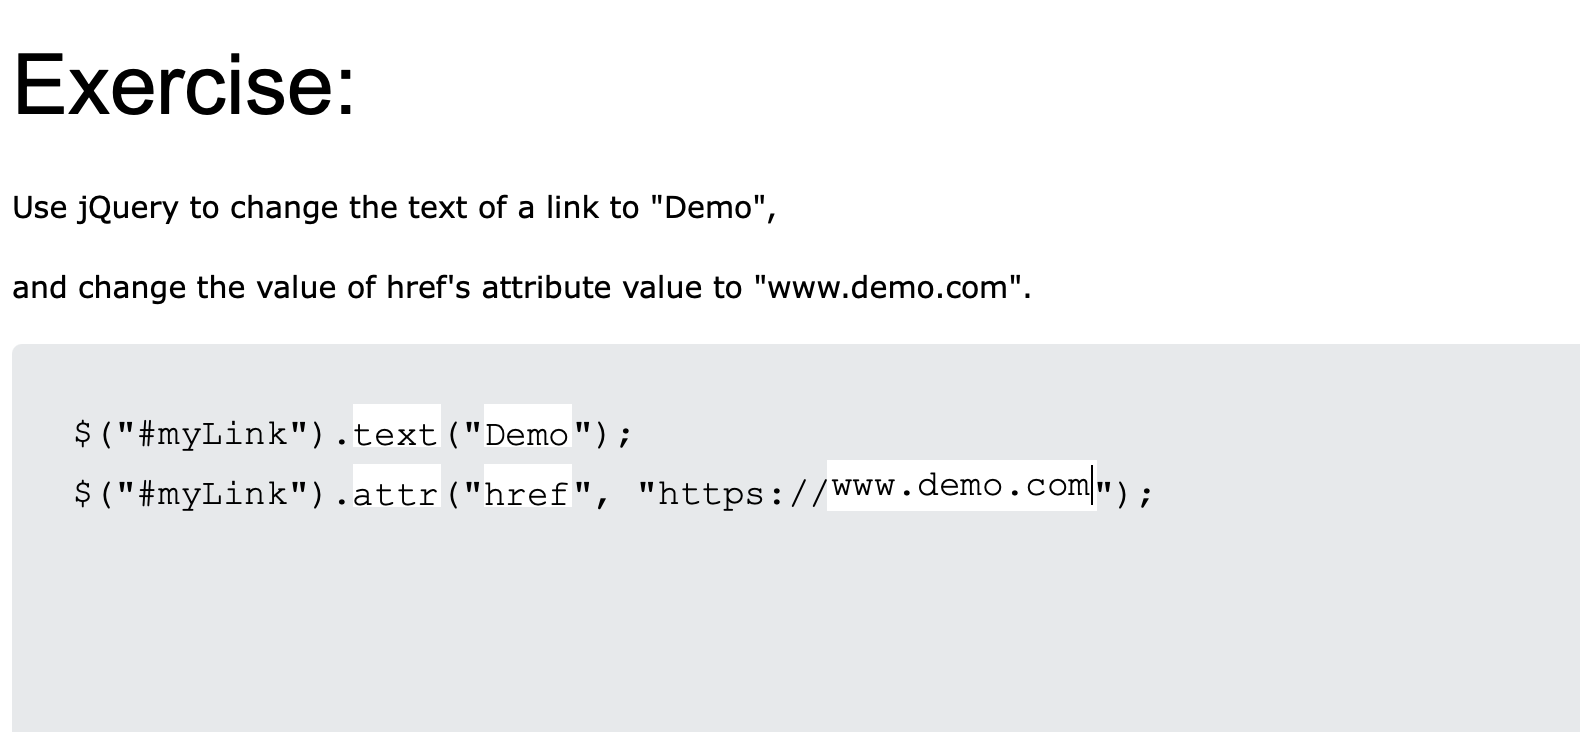 Exercise:
Use jQuery to change the text of a link to "Demo",
and change the value of href's attribute value to "www.demo.com".
$("#myLink").text("Demo");
$("#myLink").attr("href", "https://www.demo.com");